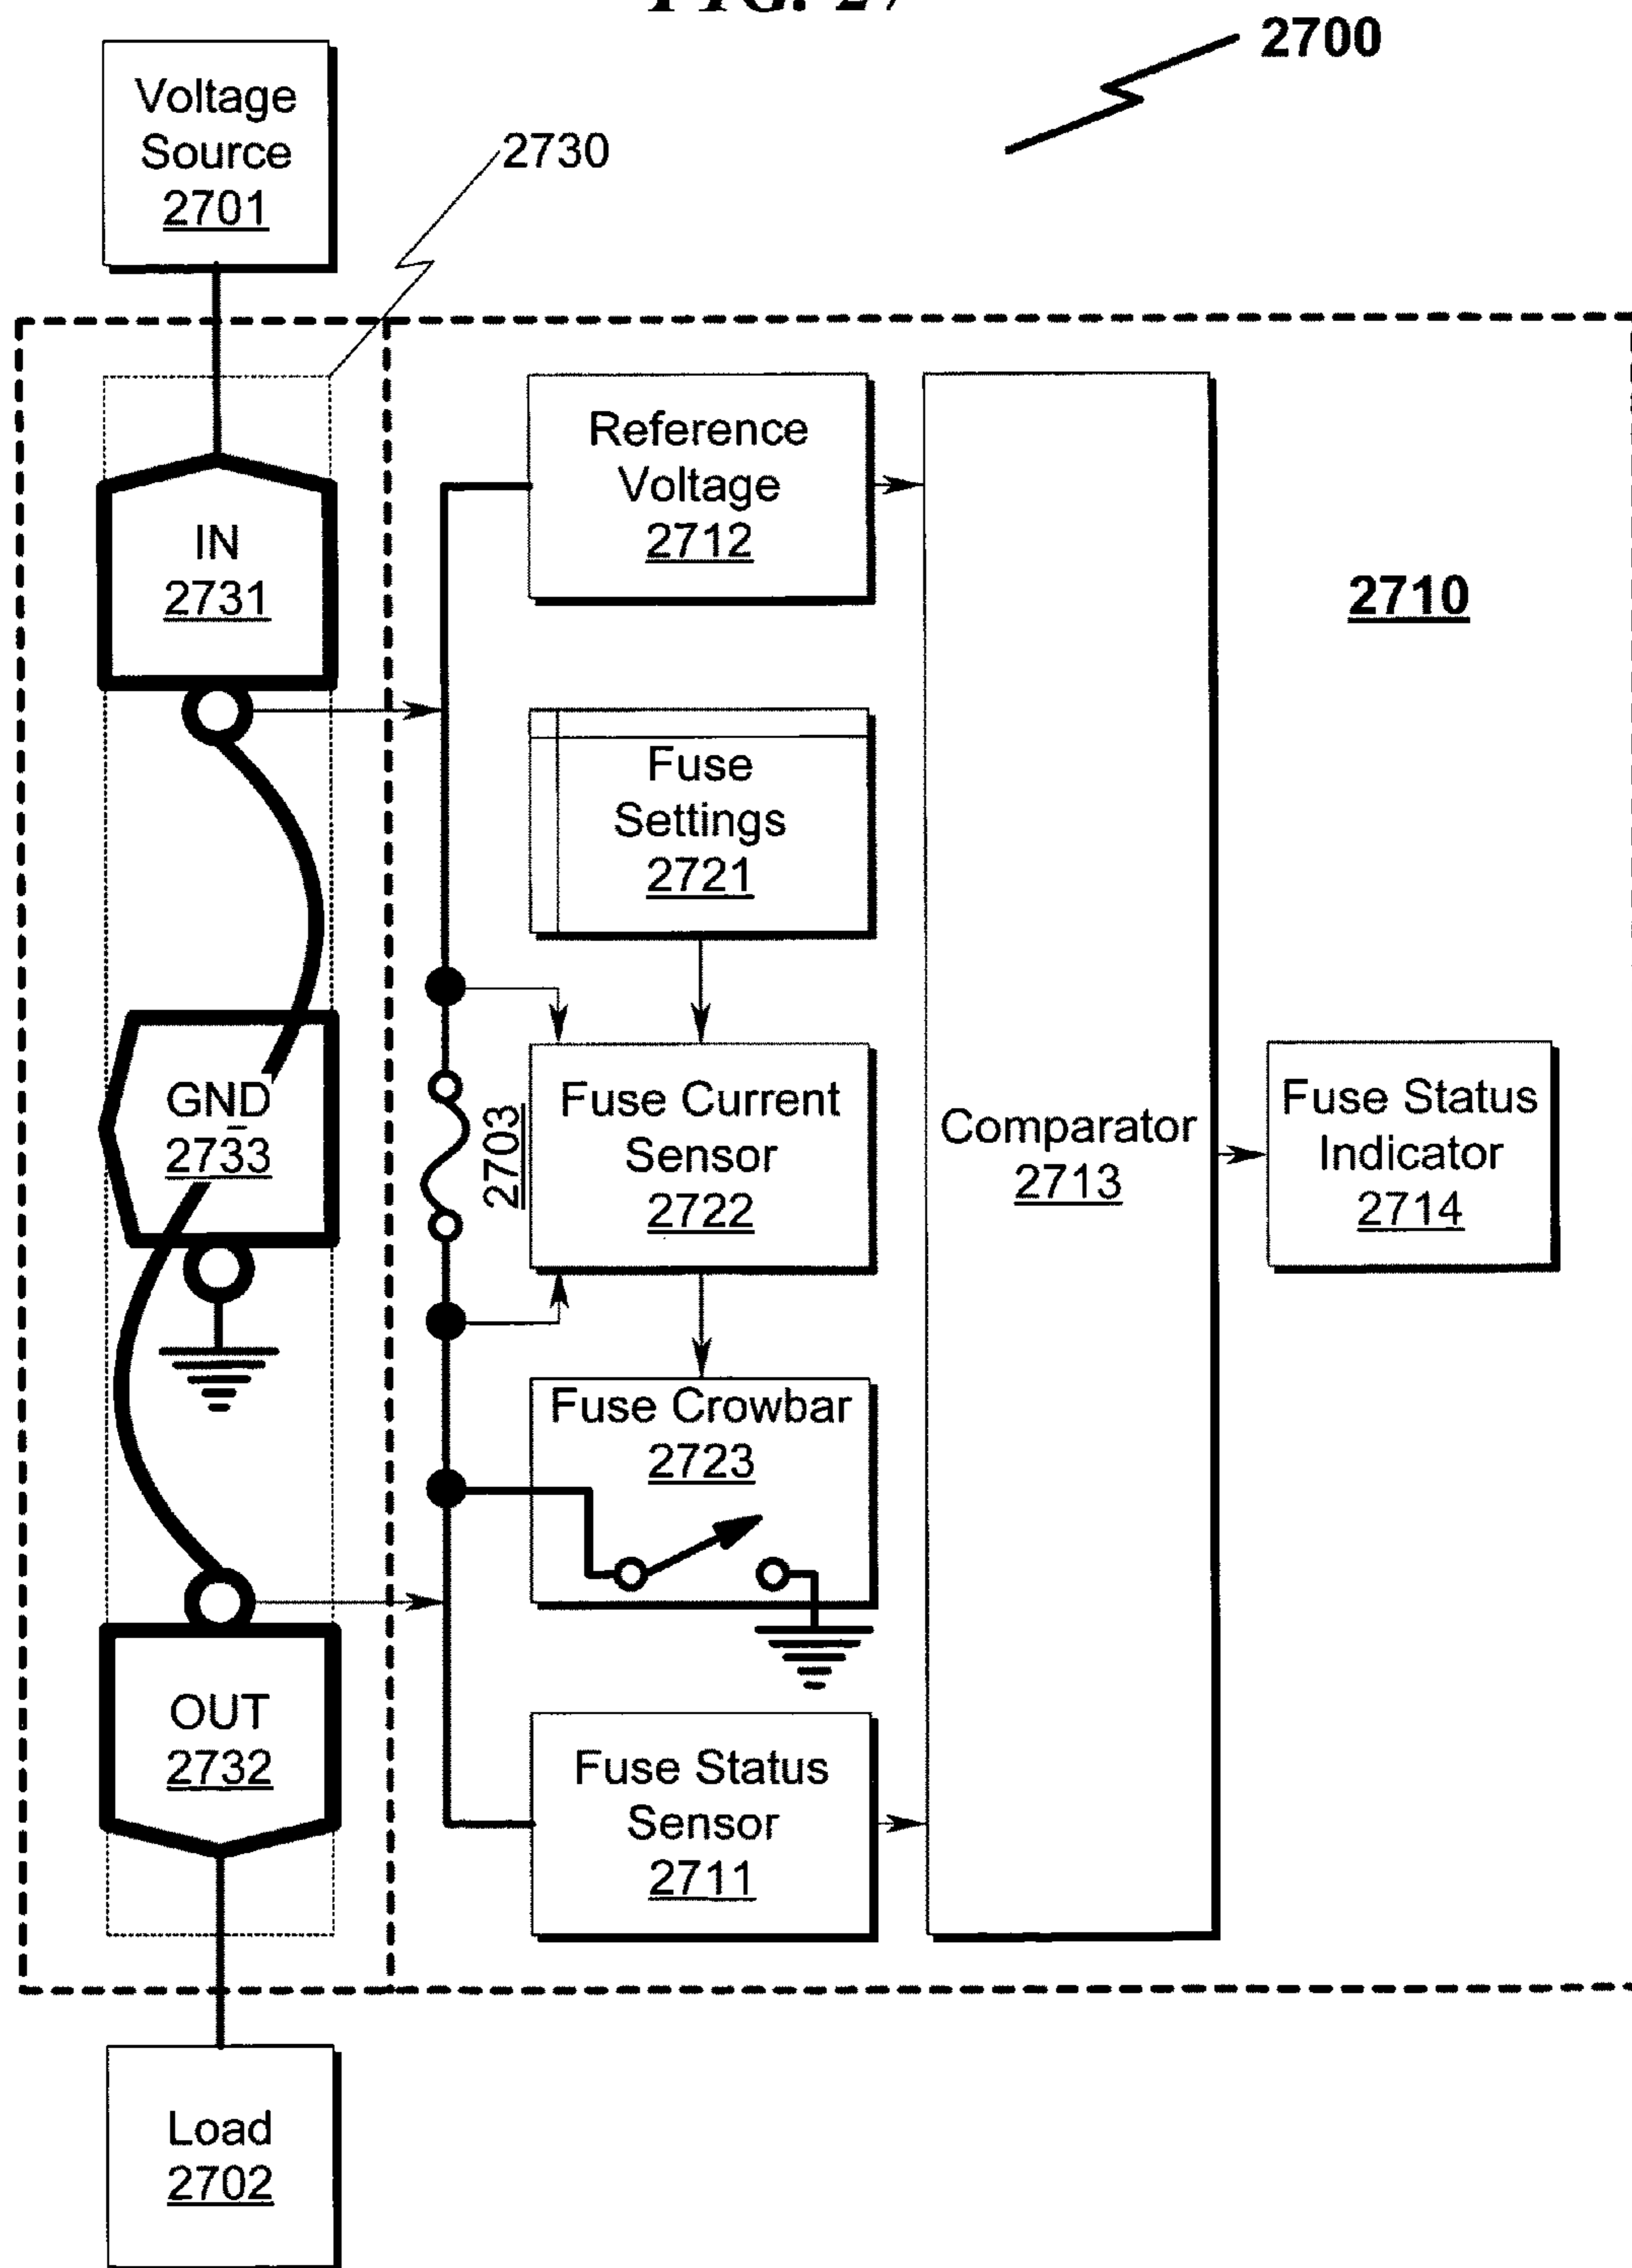 FIG. 27
2700
Voltage
Source
2701
2730
Reference
Voltage
2712
IN
2731
2710
Fuse
Settings
2721
GND
2733
2703
Fuse Current
Sensor
2722
Comparator
2713
Fuse Status
Indicator
2714
Fuse Crowbar
2723
OUT
2732
Fuse Status
Sensor
2711
Load
2702